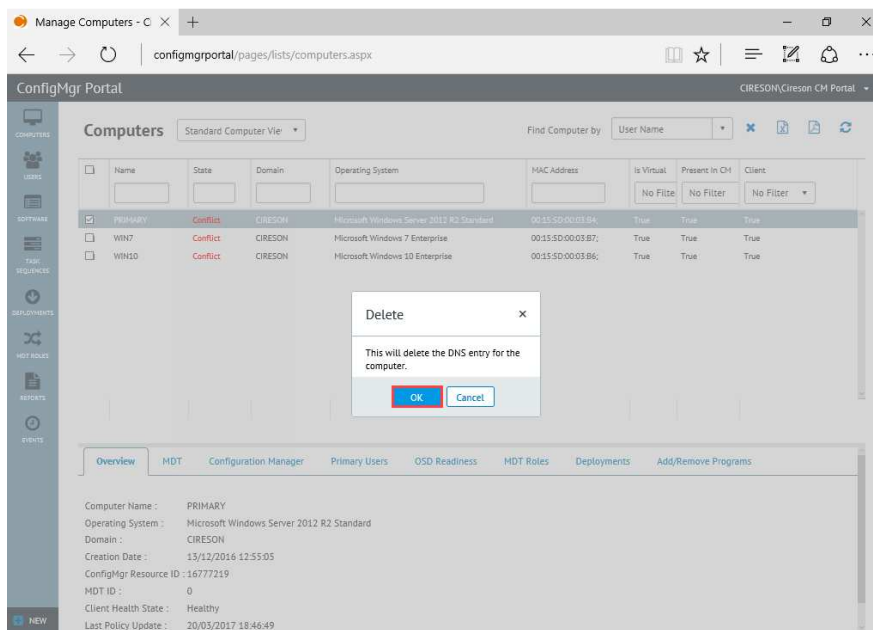 Manage Computers - C
configmgrportal/pages/lists/computers.aspx
ConfigMgr Portal
CIRESON\Cireson CM Portal
COMPUTERS
USERS
SOFTWARE
TASK SEQUENCES
DEPLOYMENTS
MDT ROLES
REPORTS
EVENTS
NEW
Computers
Standard Computer Vie
Find Computer by
User Name
Name State Domain Operating System MAC Address Is Virtual Present In CM Client
No Filte No Filter No Filter
PRIMARY Conflict CIRESON Microsoft Windows Server 2012 R2 Standard 00:15:5D:00:03:B4; True True True
WIN7 Conflict CIRESON Microsoft Windows 7 Enterprise 00:15:5D:00:03:B7; True True True
WIN10 Conflict CIRESON Microsoft Windows 10 Enterprise 00:15:5D:00:03:B6; True True True
Delete
This will delete the DNS entry for the
computer.
OK Cancel
Overview MDT Configuration Manager Primary Users OSD Readiness MDT Roles Deployments Add/Remove Programs
Computer Name : PRIMARY
Operating System : Microsoft Windows Server 2012 R2 Standard
Domain : CIRESON
Creation Date : 13/12/2016 12:55:05
ConfigMgr Resource ID : 16777219
MDT ID : 0
Client Health State : Healthy
Last Policy Update : 20/03/2017 18:46:49